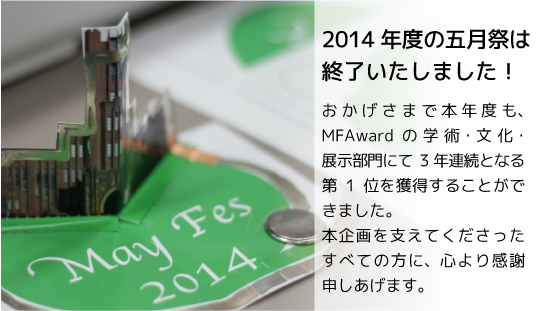 2014 年度の五月祭は
終了いたしました！
おかげさまで本年度も、
MFAward の学術・文化・
展示部門にて 3 年連続となる
第 1 位を獲得することがで
きました。
本企画を支えてくださった
すべての方に、心より感謝
申しあげます。
May Fes
2014